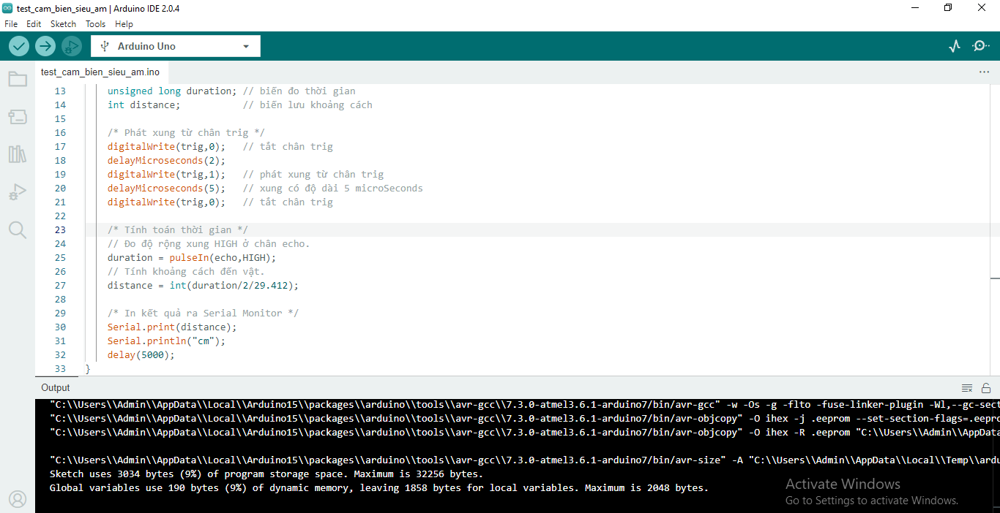 test_cam_bien_sieu_am | Arduino IDE 2.0.4
File Edit Sketch Tools Help
Arduino Uno
test_cam_bien_sieu_am.ino
13 unsigned long duration; // biến đo thời gian
14 int distance; // biến lưu khoảng cách
15
16 /* Phát xung từ chân trig */
17 digitalWrite(trig,0); // tắt chân trig
18 delayMicroseconds(2);
19 digitalWrite(trig,1); // phát xung từ chân trig
20 delayMicroseconds(5); // xung có độ dài 5 microSeconds
21 digitalWrite(trig,0); // tắt chân trig
22
23 /* Tính toán thời gian */
24 // Đo độ rộng xung HIGH ở chân echo.
25 duration = pulseIn(echo,HIGH);
26 // Tính khoảng cách đến vật.
27 distance = int(duration/2/29.412);
28
29 /* In kết quả ra Serial Monitor */
30 Serial.print(distance);
31 Serial.println("cm");
32 delay(5000);
33 }
Output
"C:\\Users\\Admin\\AppData\\Local\\Arduino15\\packages\\arduino\\tools\\avr-gcc\\7.3.0-atmel3.6.1-arduino7/bin/avr-gcc" -w -Os -g -flto -fuse-linker-plugin -Wl,--gc-sect
"C:\\Users\\Admin\\AppData\\Local\\Arduino15\\packages\\arduino\\tools\\avr-gcc\\7.3.0-atmel3.6.1-arduino7/bin/avr-objcopy" -O ihex -j .eeprom --set-section-flags=.eepro
"C:\\Users\\Admin\\AppData\\Local\\Arduino15\\packages\\arduino\\tools\\avr-gcc\\7.3.0-atmel3.6.1-arduino7/bin/avr-objcopy" -O ihex -R .eeprom "C:\\Users\\Admin\\AppData
"C:\\Users\\Admin\\AppData\\Local\\Arduino15\\packages\\arduino\\tools\\avr-gcc\\7.3.0-atmel3.6.1-arduino7/bin/avr-size" -A "C:\\Users\\Admin\\AppData\\Local\\Temp\\ardu
Sketch uses 3034 bytes (9%) of program storage space. Maximum is 32256 bytes.
Global variables use 190 bytes (9%) of dynamic memory, leaving 1858 bytes for local variables. Maximum is 2048 bytes.
Activate Windows
Go to Settings to activate Windows.